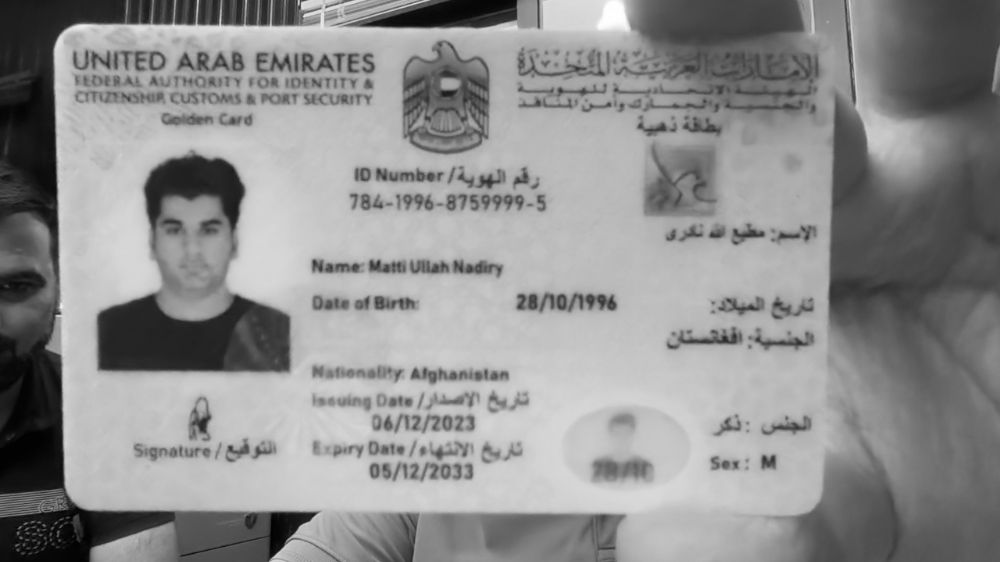 UNITED ARAB EMIRATES
FEDERAL AUTHORITY FOR IDENTITY &
CITIZENSHIP, CUSTOMS & PORT SECURITY
Golden Card
الإمارات العربية المتحدة
الهيئة الاتحادية للهوية
والجنسية والجمارك وأمن المنافذ
بطاقة ذهبية
ID Number / رقم الهوية
784-1996-8759999-5
الإسم: مطيع الله نادرى
Name: Matti Ullah Nadiry
Date of Birth: 28/10/1996 تاريخ الميلاد:
الجنسية: افغانستان
Nationality: Afghanistan
Issuing Date / تاريخ الإصدار
06/12/2023
Expiry Date / تاريخ الانتهاء
05/12/2033
الجنس: ذكر
Sex: M
Signature / التوقيع
28/10